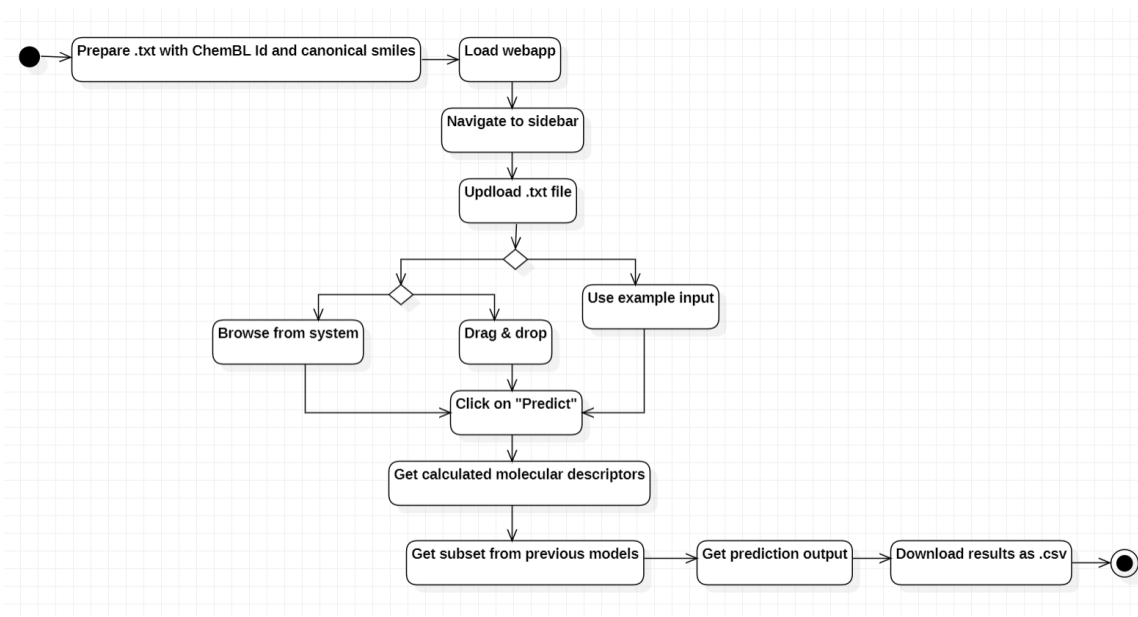 Prepare .txt with ChemBL Id and canonical smiles
Load webapp
Navigate to sidebar
Updload .txt file
Use example input
Browse from system
Drag & drop
Click on "Predict"
Get calculated molecular descriptors
Get subset from previous models
Get prediction output
Download results as .csv